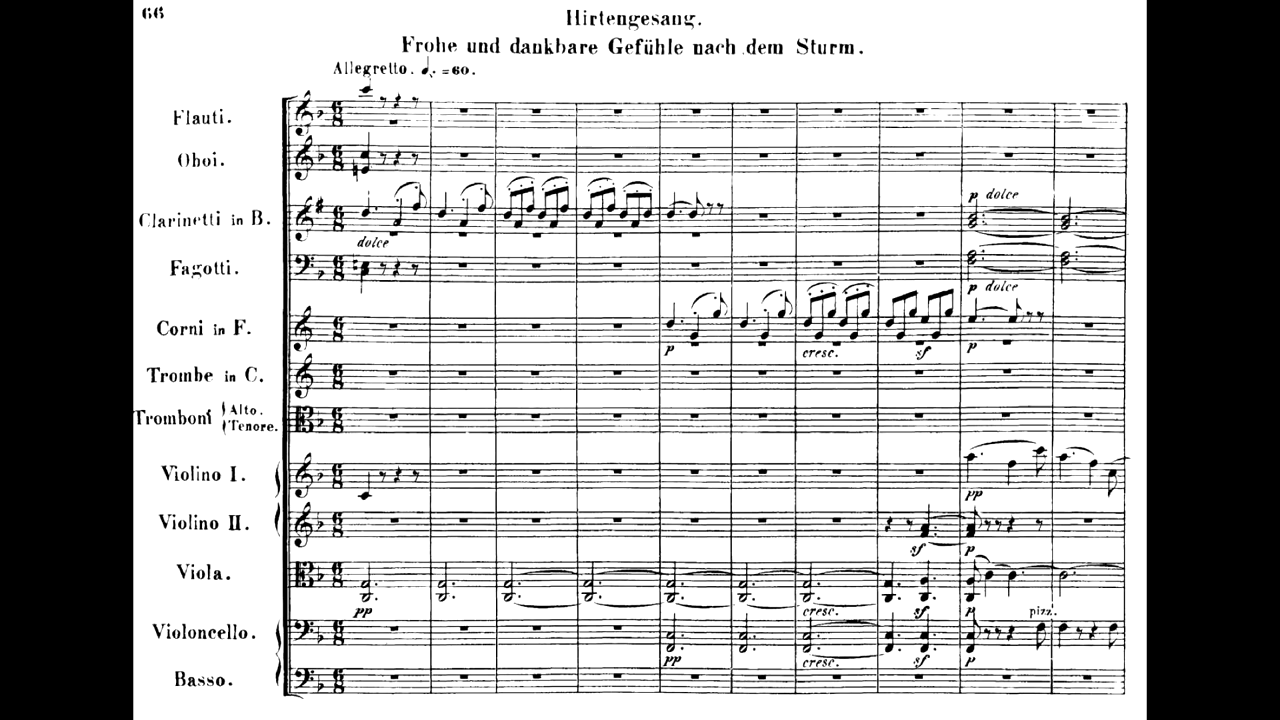 66
Hirtengesang.
Frohe und dankbare Gefühle nach dem Sturm.
Allegretto. ♩. = 60.
Flauti.
Oboi.
p dolce
Clarinetti in B.
dolce
Fagotti.
p dolce
Corni in F.
p cresc. sf p
Trombe in C.
Tromboni Alto.
Tenore.
Violino I.
pp
Violino II.
sf p
Viola.
pp cresc. sf p pizz.
Violoncello.
pp cresc. sf p
Basso.